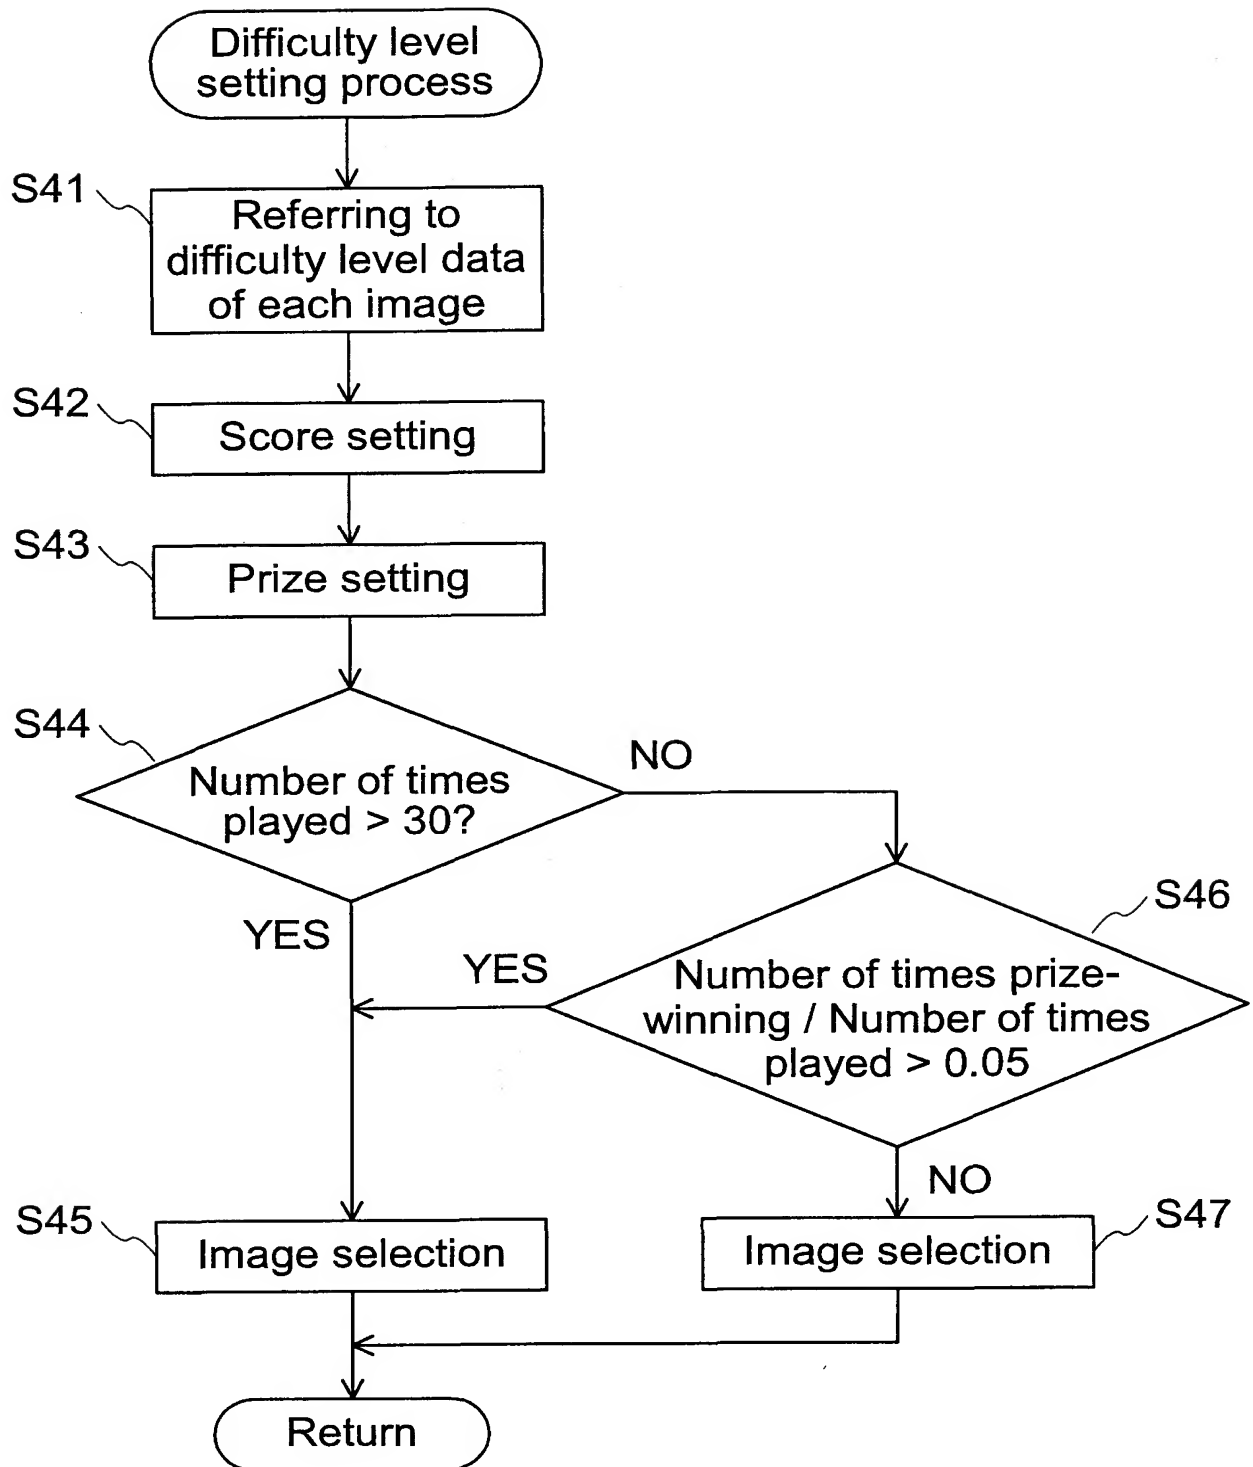 Difficulty level
setting process
S41
Referring to
difficulty level data
of each image
S42
Score setting
S43
Prize setting
S44
Number of times
played > 30?
NO
YES
S46
Number of times prize-
winning / Number of times
played > 0.05
YES
NO
S45
Image selection
S47
Image selection
Return